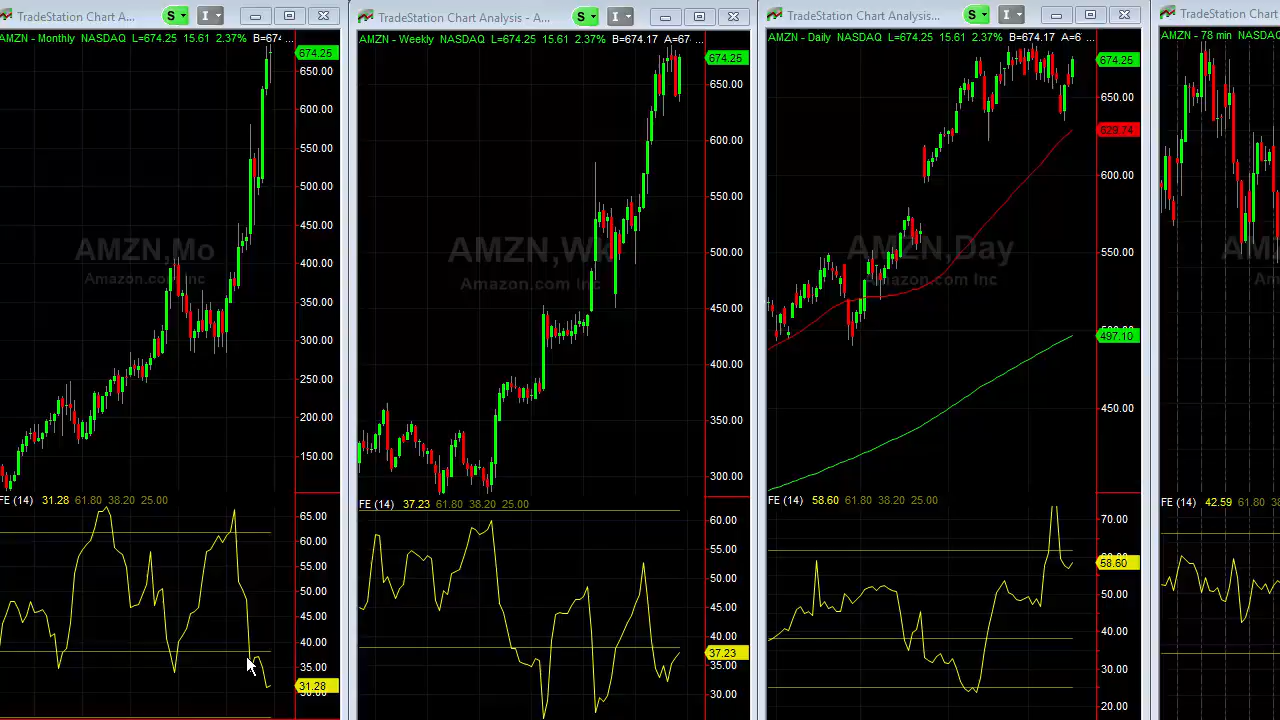 TradeStation Chart A...
S
I
AMZN - Monthly NASDAQ L=674.25 15.61 2.37% B=674 ...
674.25
650.00
600.00
550.00
500.00
450.00
400.00
350.00
300.00
250.00
200.00
150.00
AMZN,Mo
Amazon.com Inc
FE (14) 31.28 61.80 38.20 25.00
65.00
60.00
55.00
50.00
45.00
40.00
35.00
31.28
TradeStation Chart Analysis - A...
S
I
AMZN - Weekly NASDAQ L=674.25 15.61 2.37% B=674.17 A=67 ...
674.25
650.00
600.00
550.00
500.00
450.00
400.00
350.00
300.00
AMZN,Wk
Amazon.com Inc
FE (14) 37.23 61.80 38.20 25.00
60.00
55.00
50.00
45.00
40.00
37.23
35.00
30.00
TradeStation Chart Analysis...
S
I
AMZN - Daily NASDAQ L=674.25 15.61 2.37% B=674.17 A=6 ...
674.25
650.00
629.74
600.00
550.00
497.10
450.00
AMZN,Day
Amazon.com Inc
FE (14) 58.60 61.80 38.20 25.00
70.00
58.60
50.00
40.00
30.00
20.00
TradeStation Chart
AMZN - 78 min NASDAQ
FE (14) 42.59 61.80